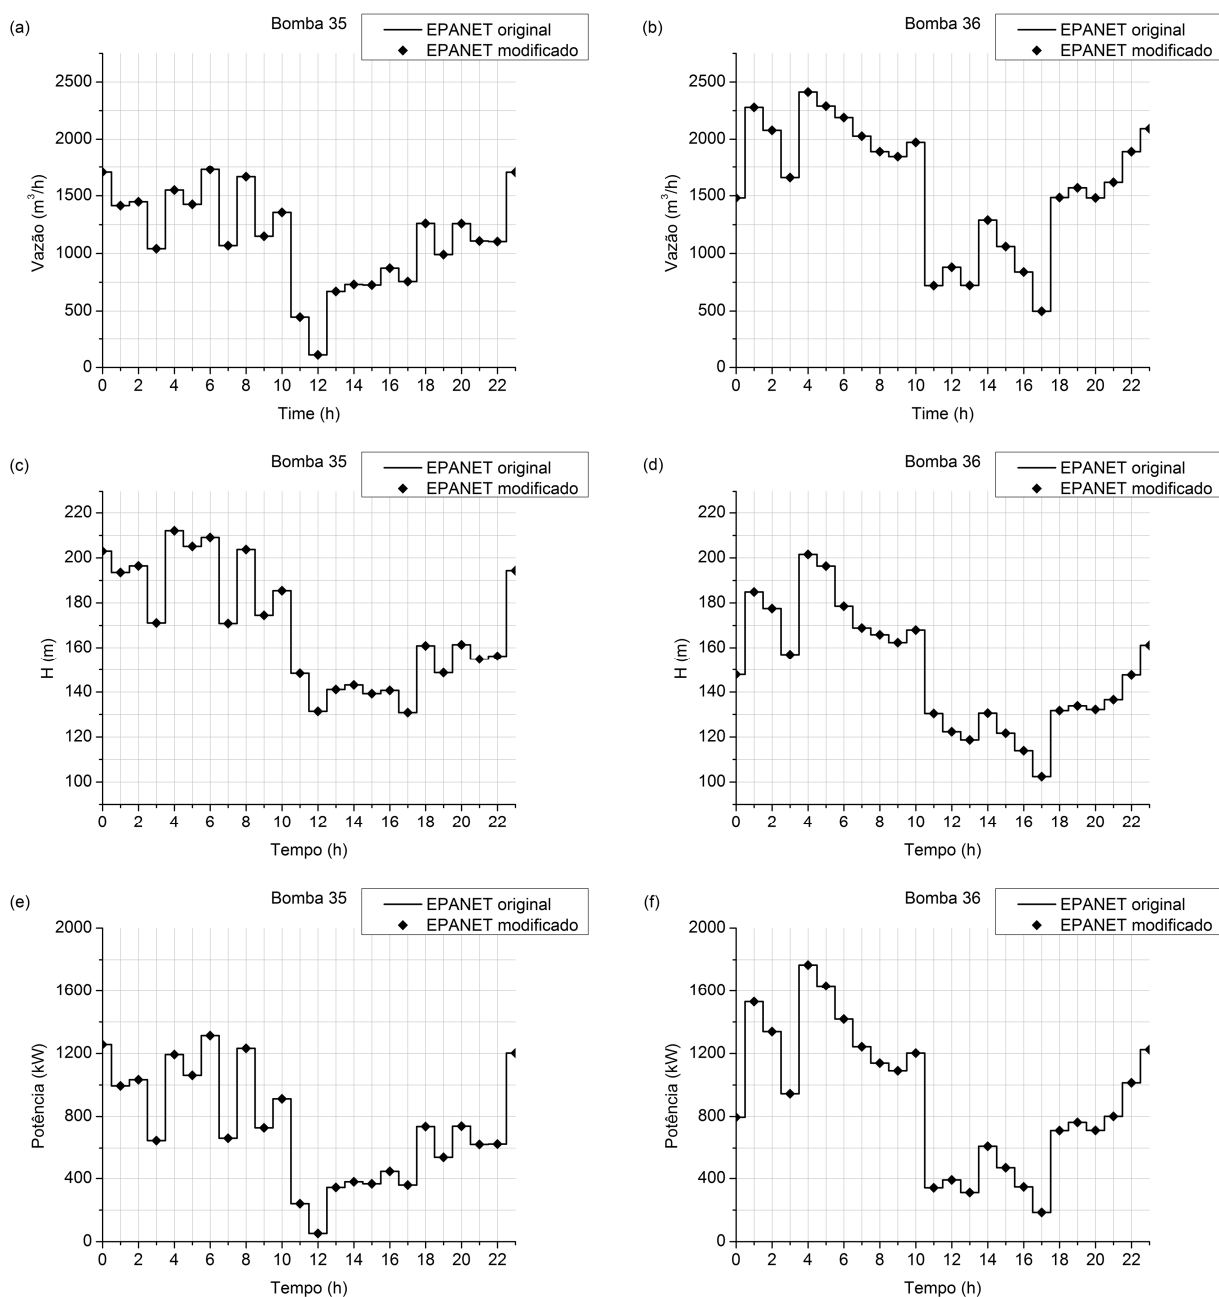 (a)
Bomba 35
EPANET original
EPANET modificado
2500
2000
1500
1000
500
0
Vazão (m³/h)
0 2 4 6 8 10 12 14 16 18 20 22
Time (h)
(b)
Bomba 36
EPANET original
EPANET modificado
2500
2000
1500
1000
500
0
Vazão (m³/h)
0 2 4 6 8 10 12 14 16 18 20 22
Time (h)
(c)
Bomba 35
EPANET original
EPANET modificado
220
200
180
160
140
120
100
H (m)
0 2 4 6 8 10 12 14 16 18 20 22
Tempo (h)
(d)
Bomba 36
EPANET original
EPANET modificado
220
200
180
160
140
120
100
H (m)
0 2 4 6 8 10 12 14 16 18 20 22
Tempo (h)
(e)
Bomba 35
EPANET original
EPANET modificado
2000
1600
1200
800
400
0
Potência (kW)
0 2 4 6 8 10 12 14 16 18 20 22
Tempo (h)
(f)
Bomba 36
EPANET original
EPANET modificado
2000
1600
1200
800
400
0
Potência (kW)
0 2 4 6 8 10 12 14 16 18 20 22
Tempo (h)